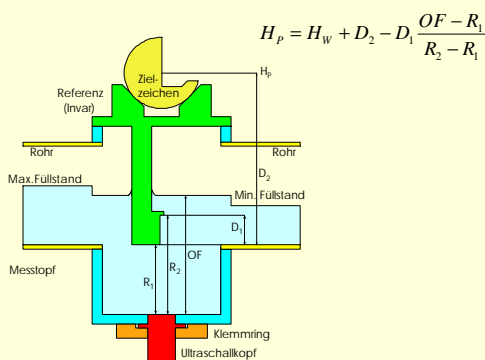 H_P = H_W + D_2 - D_1 \frac{OF - R_1}{R_2 - R_1}
Ziel-
zeichen
H_P
Referenz
(Invar)
Rohr
Rohr
D_2
Max.Füllstand
Min. Füllstand
D_1
OF
R_2
R_1
Messtopf
Klemmring
Ultraschallkopf